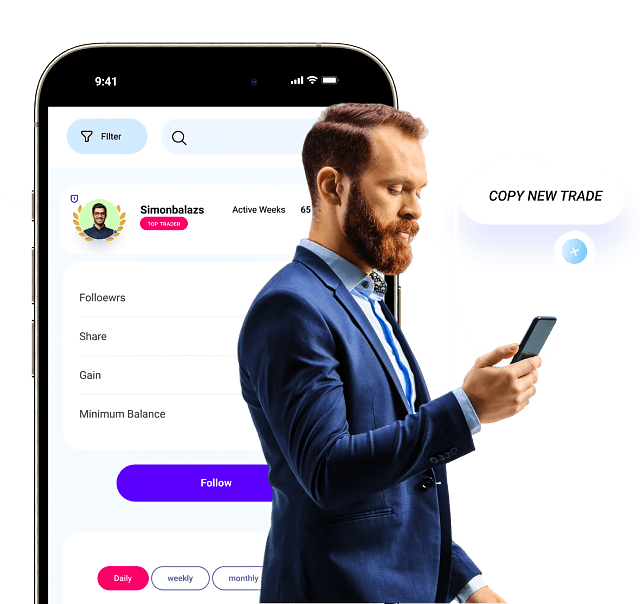 9:41
Filter
COPY NEW TRADE
Simonbalazs Active Weeks 65
TOP TRADER
Folloewrs
Share
Gain
Minimum Balance
Follow
Daily weekly monthly